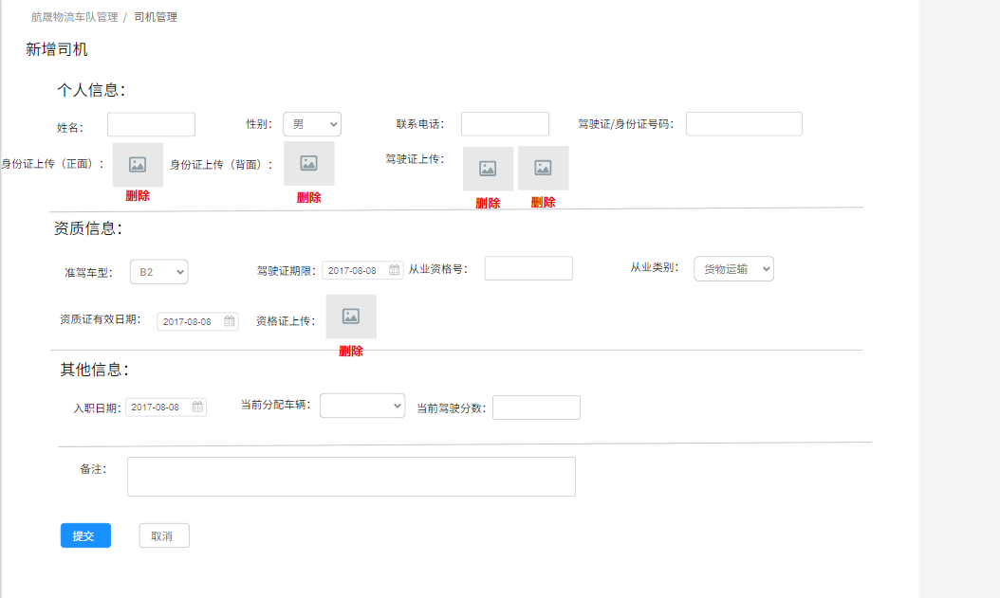 航晟物流车队管理 / 司机管理
新增司机
个人信息：
姓名： 性别： 男 联系电话： 驾驶证/身份证号码：
身份证上传（正面）： 身份证上传（背面）： 驾驶证上传：
删除 删除 删除 删除
资质信息：
准驾车型： B2 驾驶证期限： 2017-08-08 从业资格号： 从业类别： 货物运输
资质证有效日期： 2017-08-08 资格证上传：
删除
其他信息：
入职日期： 2017-08-08 当前分配车辆： 当前驾驶分数：
备注：
提交 取消